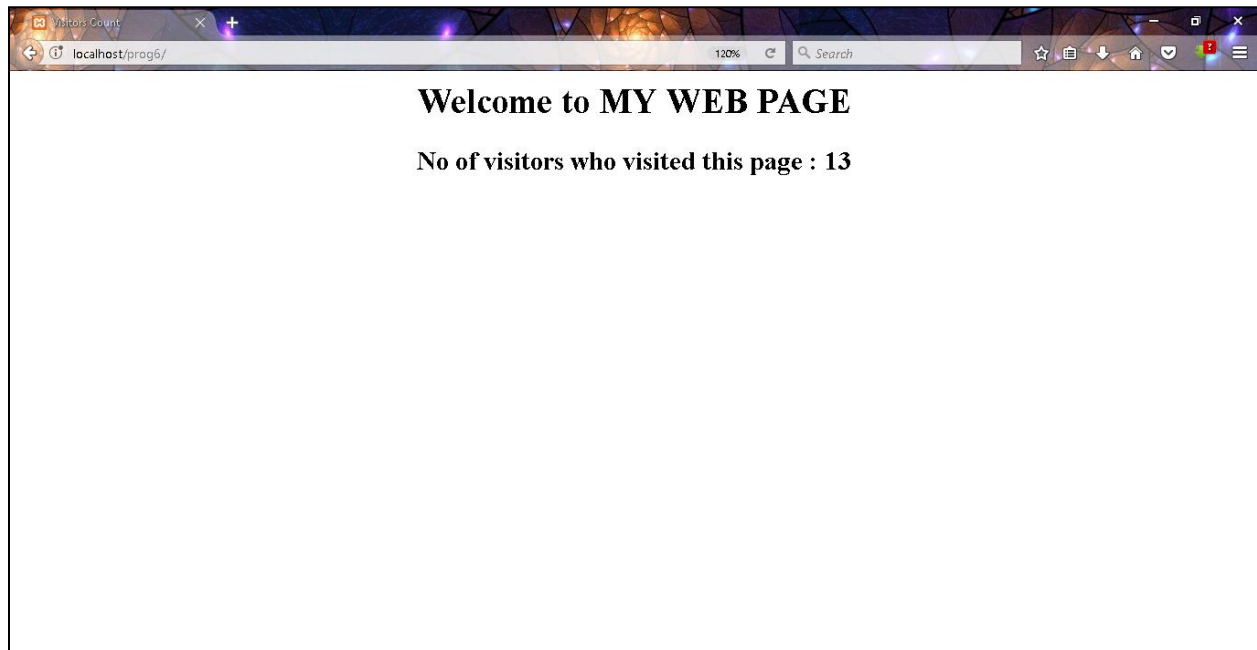 Visitors Count
localhost/prog6/
120%
Search
Welcome to MY WEB PAGE
No of visitors who visited this page : 13